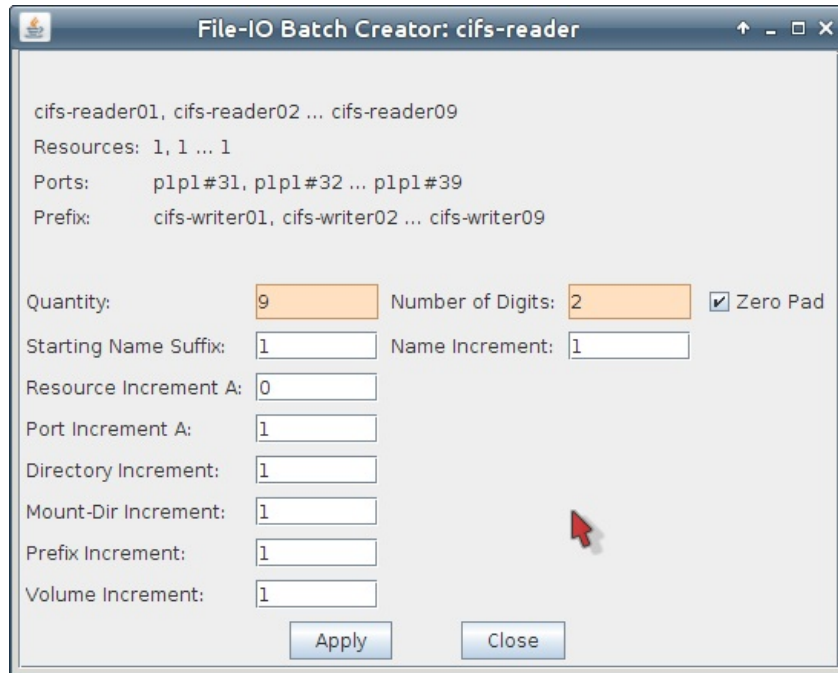 File-IO Batch Creator: cifs-reader
cifs-reader01, cifs-reader02 ... cifs-reader09
Resources: 1, 1 ... 1
Ports: p1p1#31, p1p1#32 ... p1p1#39
Prefix: cifs-writer01, cifs-writer02 ... cifs-writer09
Quantity: 9 Number of Digits: 2 Zero Pad
Starting Name Suffix: 1 Name Increment: 1
Resource Increment A: 0
Port Increment A: 1
Directory Increment: 1
Mount-Dir Increment: 1
Prefix Increment: 1
Volume Increment: 1
Apply Close